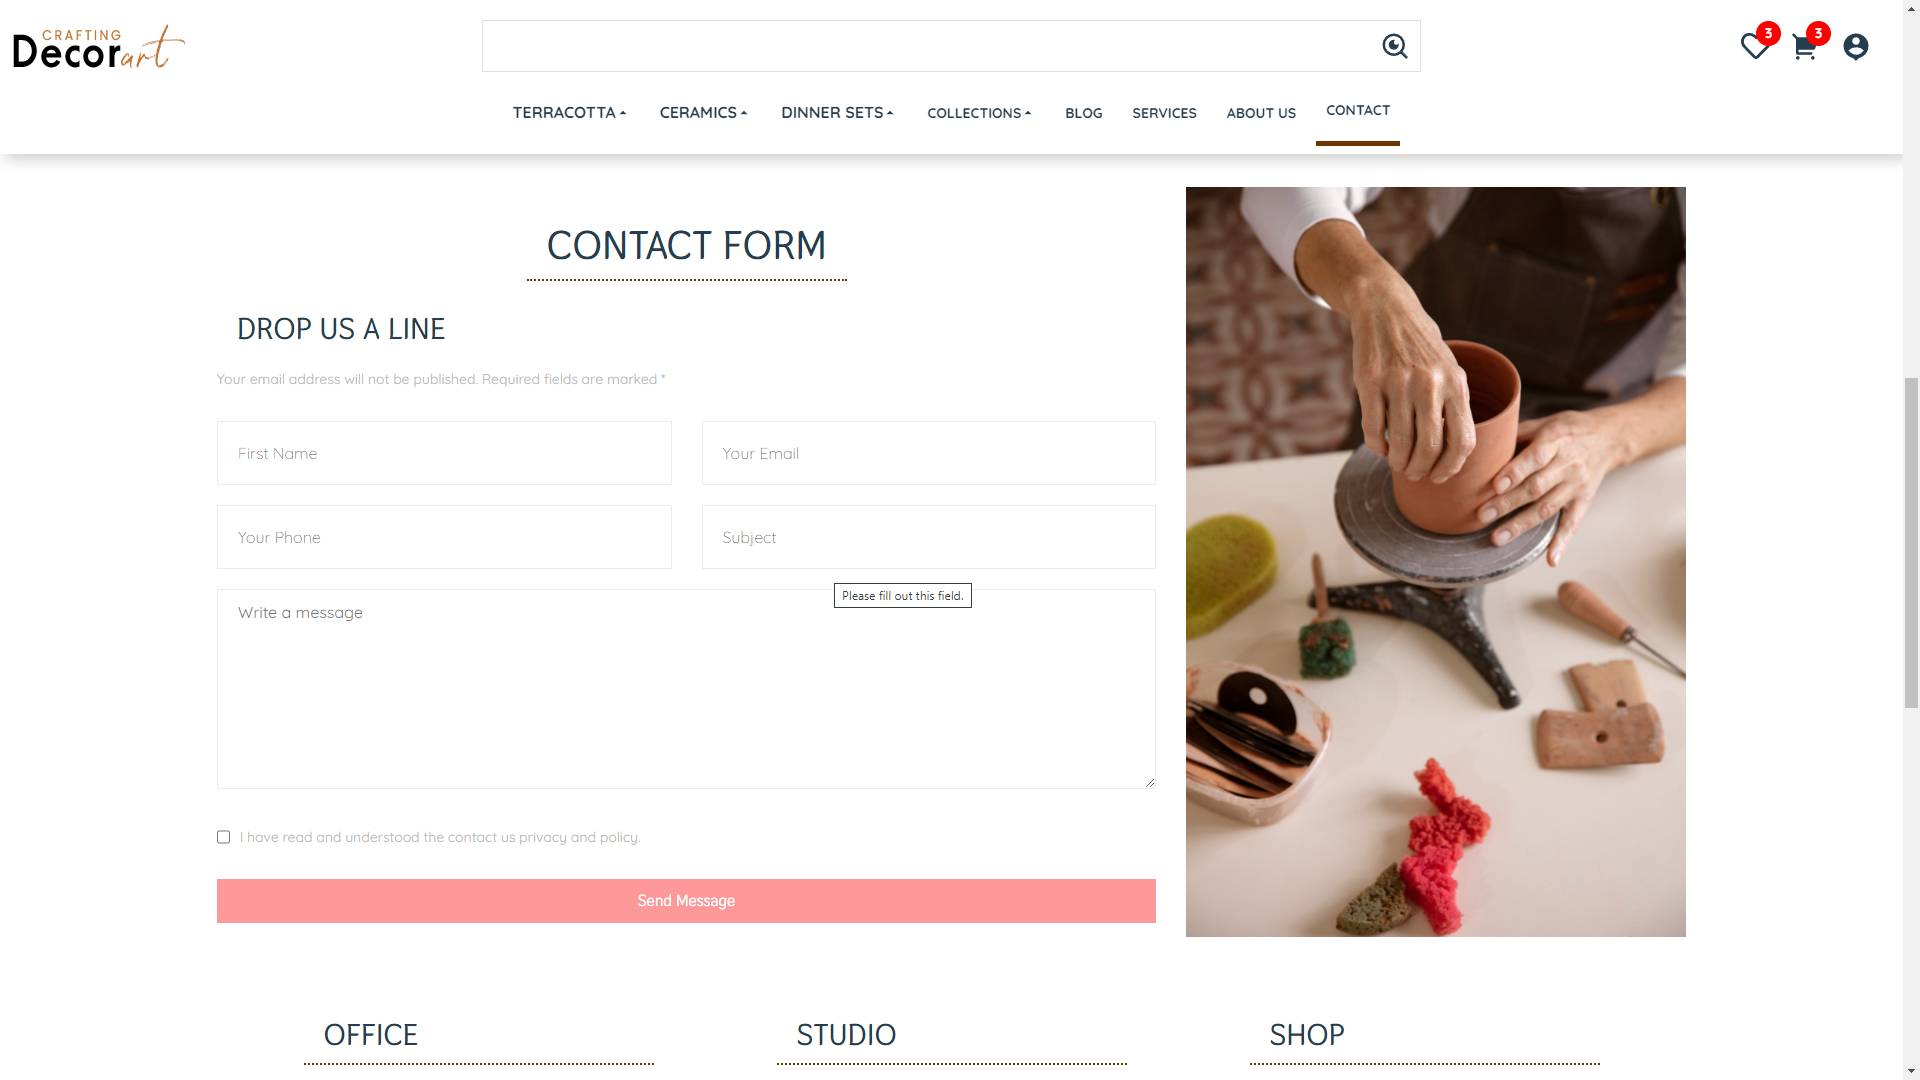 CRAFTING
Decorart
3
3
TERRACOTTA
CERAMICS
DINNER SETS
COLLECTIONS
BLOG
SERVICES
ABOUT US
CONTACT
CONTACT FORM
DROP US A LINE
Your email address will not be published. Required fields are marked *
First Name
Your Email
Your Phone
Subject
Please fill out this field.
Write a message
I have read and understood the contact us privacy and policy.
Send Message
OFFICE
STUDIO
SHOP